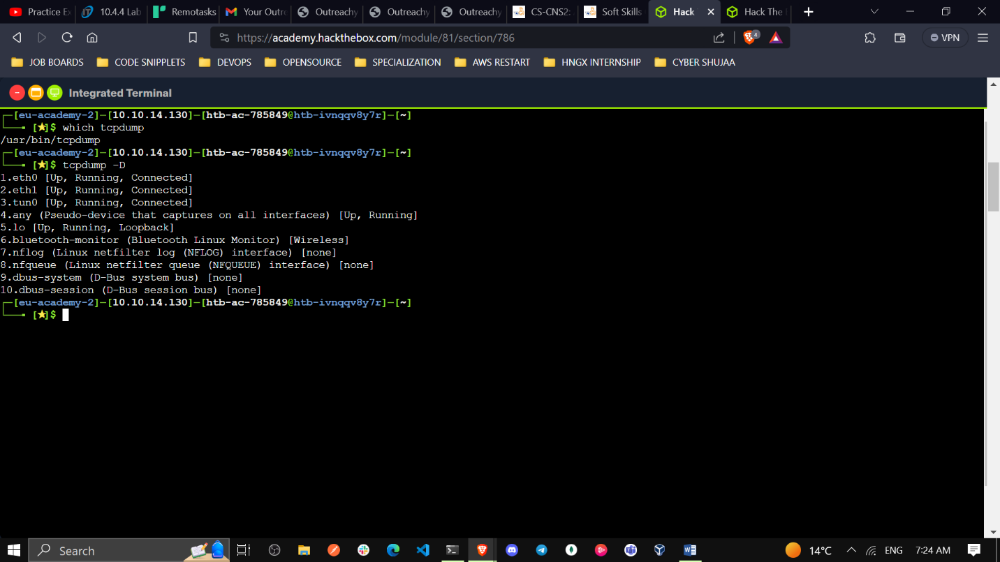 Practice Ex
10.4.4 Lab
Remotasks
Your Outre
Outreachy
Outreachy
Outreachy
CS-CNS2:
Soft Skills
Hack
Hack The
https://academy.hackthebox.com/module/81/section/786
4
VPN
JOB BOARDS
CODE SNIPPLETS
DEVOPS
OPENSOURCE
SPECIALIZATION
AWS RESTART
HNGX INTERNSHIP
CYBER SHUJAA
Integrated Terminal
┌─[eu-academy-2]─[10.10.14.130]─[htb-ac-785849@htb-ivnqqv8y7r]─[~]
└──╼ [★]$ which tcpdump
/usr/bin/tcpdump
┌─[eu-academy-2]─[10.10.14.130]─[htb-ac-785849@htb-ivnqqv8y7r]─[~]
└──╼ [★]$ tcpdump -D
1.eth0 [Up, Running, Connected]
2.eth1 [Up, Running, Connected]
3.tun0 [Up, Running, Connected]
4.any (Pseudo-device that captures on all interfaces) [Up, Running]
5.lo [Up, Running, Loopback]
6.bluetooth-monitor (Bluetooth Linux Monitor) [Wireless]
7.nflog (Linux netfilter log (NFLOG) interface) [none]
8.nfqueue (Linux netfilter queue (NFQUEUE) interface) [none]
9.dbus-system (D-Bus system bus) [none]
10.dbus-session (D-Bus session bus) [none]
┌─[eu-academy-2]─[10.10.14.130]─[htb-ac-785849@htb-ivnqqv8y7r]─[~]
└──╼ [★]$
Search
14°C
ENG
7:24 AM